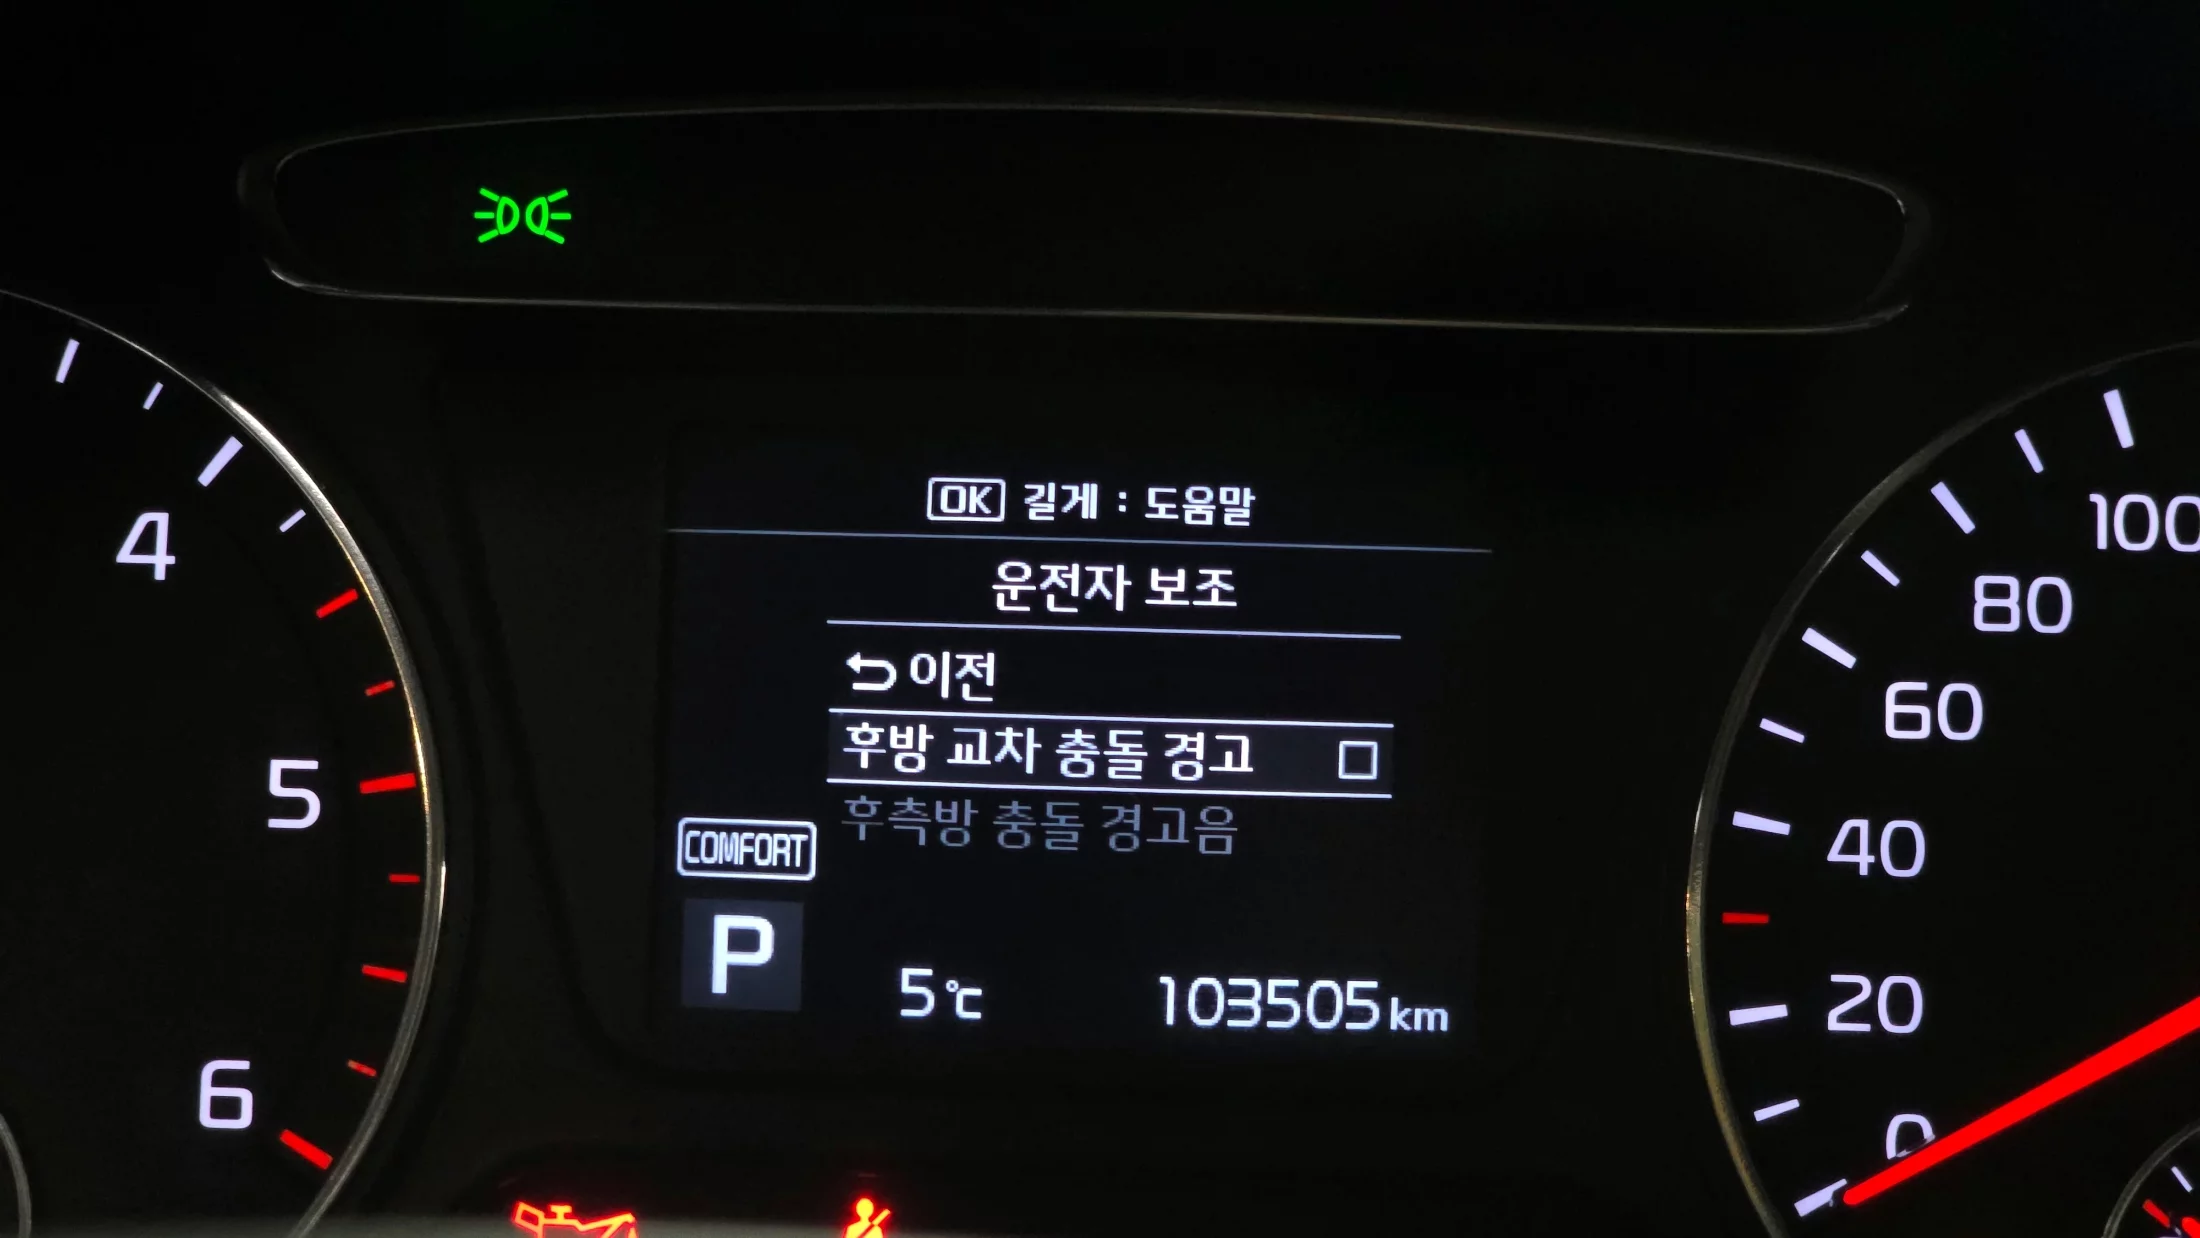 OK 길게 : 도움말
운전자 보조
이전
후방 교차 충돌 경고
후측방 충돌 경고음
COMFORT
P
5℃
103505km
4
5
6
100
80
60
40
20
0